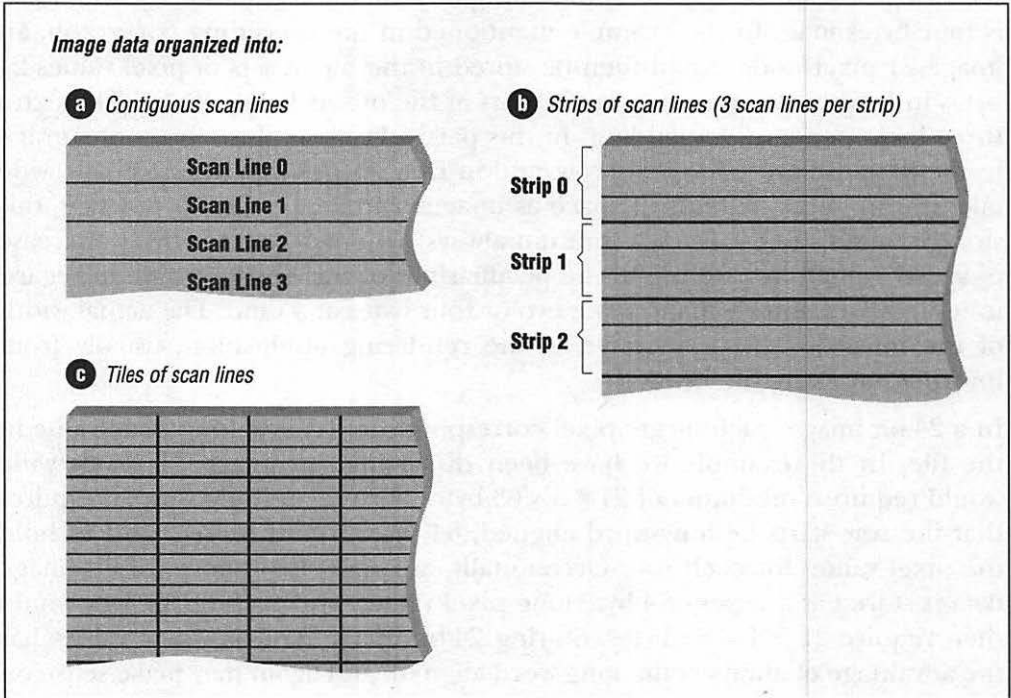 Image data organized into:
a Contiguous scan lines
Scan Line 0
Scan Line 1
Scan Line 2
Scan Line 3
b Strips of scan lines (3 scan lines per strip)
Strip 0
Strip 1
Strip 2
c Tiles of scan lines